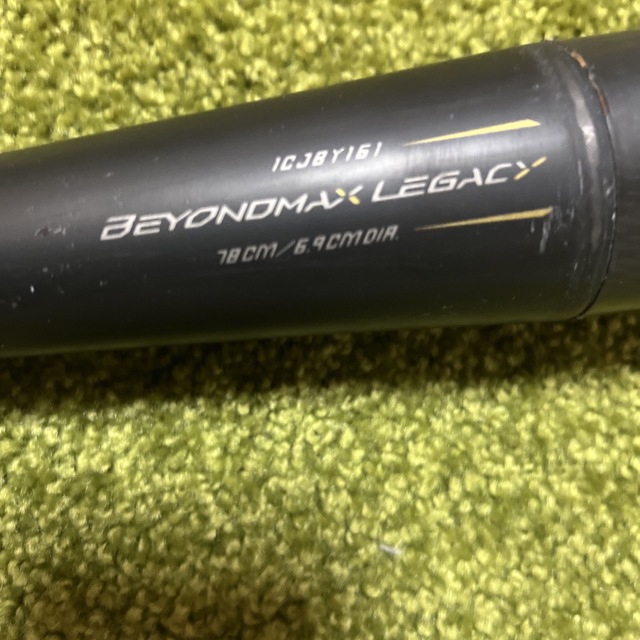 1CJBY161
BEYONDMAX LEGACY
78CM/6.9CM DIA.